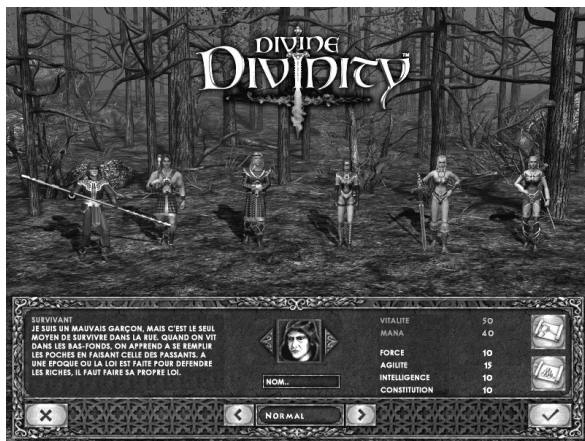 DIVINE
DIVINITY™
SURVIVANT
JE SUIS UN MAUVAIS GARÇON, MAIS C'EST LE SEUL
MOYEN DE SURVIVRE DANS LA RUE. QUAND ON VIT
DANS LES BAS-FONDS, ON APPREND A SE REMPLIR
LES POCHES EN FAISANT CELLE DES PASSANTS. A
UNE EPOQUE OU LA LOI EST FAITE POUR DEFENDRE
LES RICHES, IL FAUT FAIRE SA PROPRE LOI.
NOM..
VITALITE 50
MANA 40
FORCE 10
AGILITE 15
INTELLIGENCE 10
CONSTITUTION 10
NORMAL